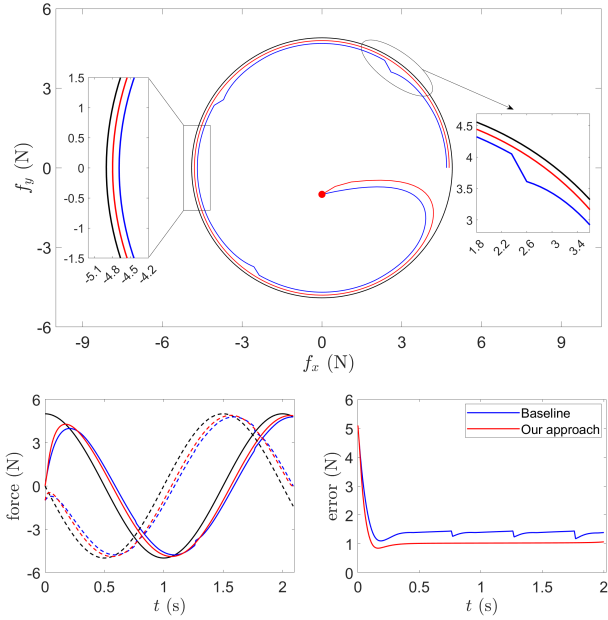 6
3
0
-3
-6
f_y (N)
-9 -6 -3 0 3 6 9
f_x (N)
1.5
1
0.5
0
-0.5
-1
-1.5
-5.1 -4.8 -4.5 -4.2
4.5
4
3.5
3
1.8 2.2 2.6 3 3.4
6
3
0
-3
-6
force (N)
0 0.5 1 1.5 2
t (s)
Baseline
Our approach
6
5
4
3
2
1
0
error (N)
0 0.5 1 1.5 2
t (s)